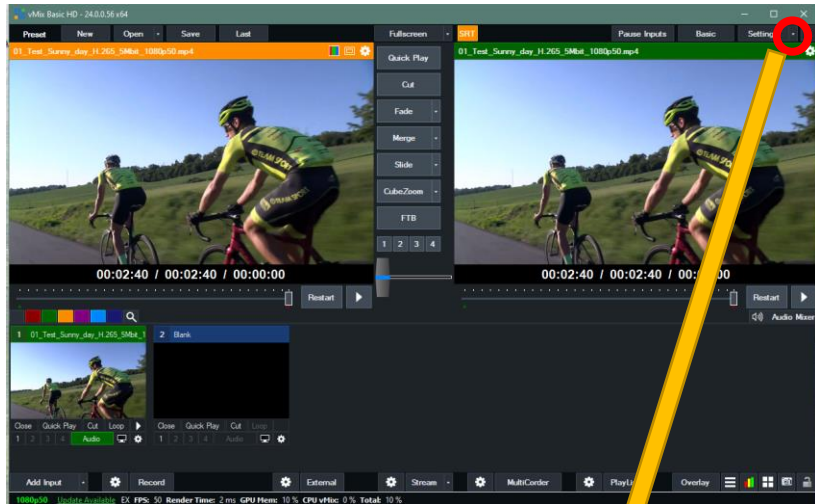 vMix Basic HD - 24.0.0.56 x64
Preset New Open Save Last Fullscreen SRT Pause Inputs Basic Setting
01_Test_Sunny_day_H.265_5Mbit_1080p50.mp4
01_Test_Sunny_day_H.265_5Mbit_1080p50.mp4
Quick Play
Cut
Fade
Merge
Slide
CubeZoom
FTB
1 2 3 4
00:02:40 / 00:02:40 / 00:00:00
00:02:40 / 00:02:40 / 00: 00
Restart
Restart
Audio Mixer
1 01_Test_Sunny_day_H.265_5Mbit_1
2 Blank
Close Quick Play Cut Loop
Close Quick Play Cut Loop
1 2 3 4 Audio
1 2 3 4 Audio
Add Input Record External Stream MultiCorder PlayLi Overlay
1080p50 Update Available EX FPS: 50 Render Time: 2 ms GPU Mem: 10 % CPU vMix: 0 % Total: 10 %